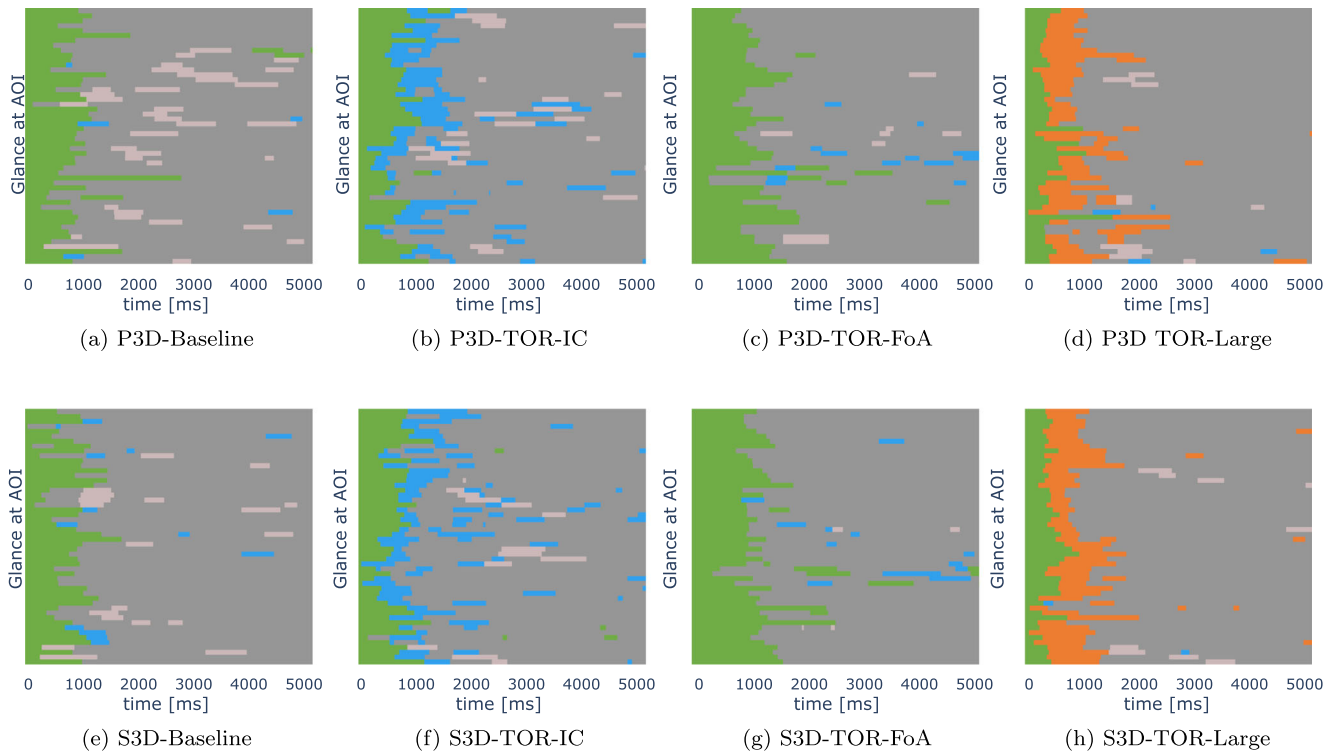 Glance at AOI Glance at AOI Glance at AOI Glance at AOI
0 1000 2000 3000 4000 5000 0 1000 2000 3000 4000 5000 0 1000 2000 3000 4000 5000 0 1000 2000 3000 4000 5000
time [ms] time [ms] time [ms] time [ms]
(a) P3D-Baseline (b) P3D-TOR-IC (c) P3D-TOR-FoA (d) P3D TOR-Large
Glance at AOI Glance at AOI Glance at AOI Glance at AOI
0 1000 2000 3000 4000 5000 0 1000 2000 3000 4000 5000 0 1000 2000 3000 4000 5000 0 1000 2000 3000 4000 5000
time [ms] time [ms] time [ms] time [ms]
(e) S3D-Baseline (f) S3D-TOR-IC (g) S3D-TOR-FoA (h) S3D-TOR-Large